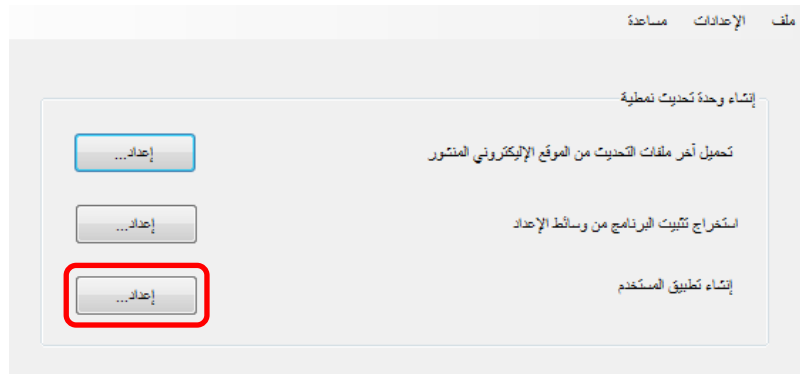 ملف الإعدادات مساعدة
إنشاء وحدة تحديث نمطية
تحميل آخر ملفات التحديث من الموقع الإليكتروني المنشور
إعداد...
استخراج تثبيت البرنامج من وسائط الإعداد
إعداد...
إنشاء تطبيق المستخدم
إعداد...